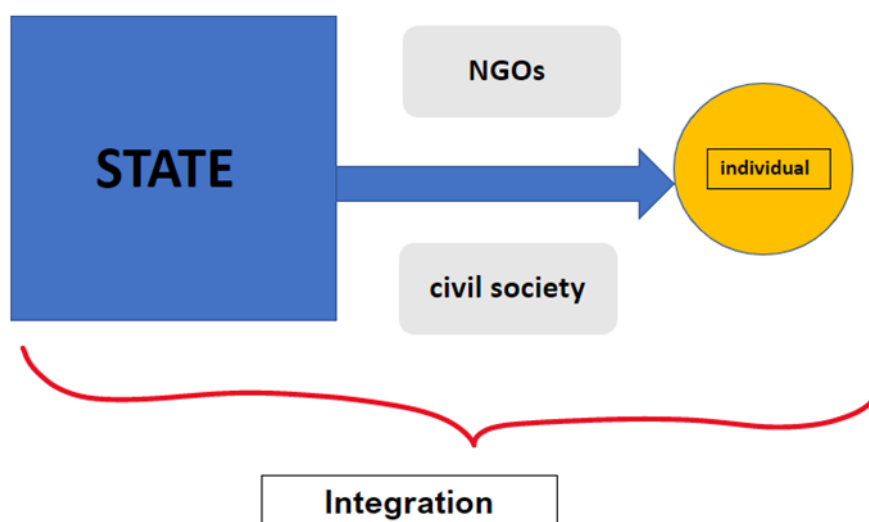 NGOs
STATE
individual
civil society
Integration